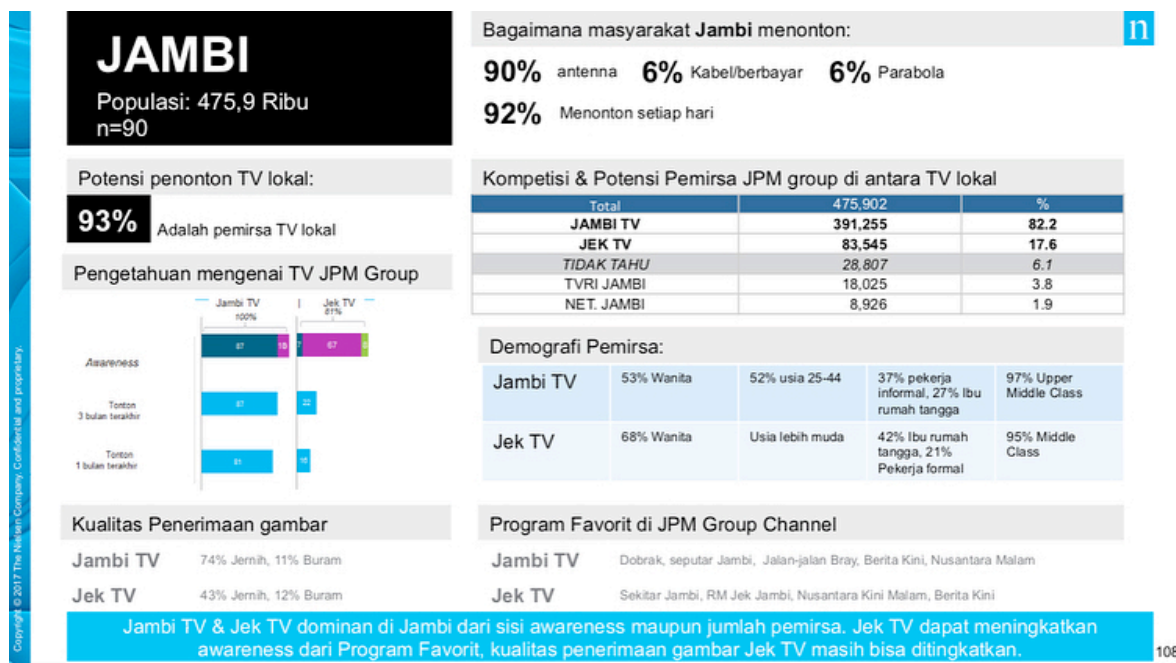 JAMBI
Populasi: 475,9 Ribu
n=90
Bagaimana masyarakat Jambi menonton:
n
90% antenna 6% Kabel/berbayar 6% Parabola
92% Menonton setiap hari
Potensi penonton TV lokal:
93% Adalah pemirsa TV lokal
Kompetisi & Potensi Pemirsa JPM group di antara TV lokal
Total 475,902 %
JAMBI TV 391,255 82.2
JEK TV 83,545 17.6
TIDAK TAHU 28,807 6.1
TVRI JAMBI 18,025 3.8
NET. JAMBI 8,926 1.9
Pengetahuan mengenai TV JPM Group
Jambi TV Jek TV
100% 81%
Awareness 67
Tonton
3 bulan terakhir 87 22
Tonton
1 bulan terakhir 81 16
Demografi Pemirsa:
Jambi TV 53% Wanita 52% usia 25-44 37% pekerja informal, 27% Ibu rumah tangga 97% Upper Middle Class
Jek TV 68% Wanita Usia lebih muda 42% Ibu rumah tangga, 21% Pekerja formal 95% Middle Class
Kualitas Penerimaan gambar
Jambi TV 74% Jernih, 11% Buram
Jek TV 43% Jernih, 12% Buram
Program Favorit di JPM Group Channel
Jambi TV Dobrak, seputar Jambi, Jalan-jalan Bray, Berita Kini, Nusantara Malam
Jek TV Sekitar Jambi, RM Jek Jambi, Nusantara Kini Malam, Berita Kini
Jambi TV & Jek TV dominan di Jambi dari sisi awareness maupun jumlah pemirsa. Jek TV dapat meningkatkan
awareness dari Program Favorit, kualitas penerimaan gambar Jek TV masih bisa ditingkatkan.
Copyright © 2017 The Nielsen Company. Confidential and proprietary.